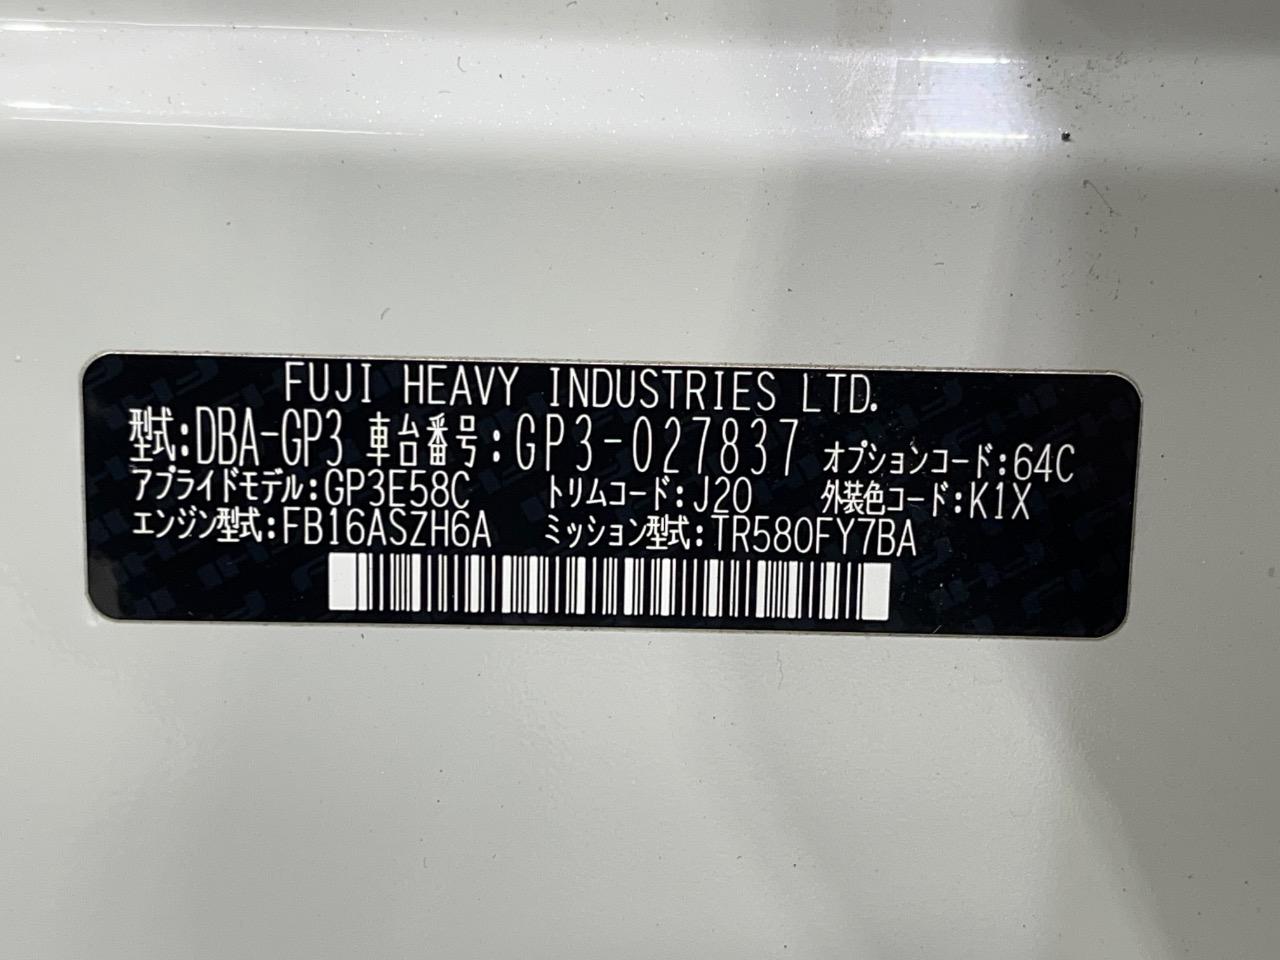 FUJI HEAVY INDUSTRIES LTD.
型式:DBA-GP3 車台番号:GP3-027837 オプションコード:64C
アプライドモデル:GP3E58C トリムコード:J20 外装色コード:K1X
エンジン型式:FB16ASZH6A ミッション型式:TR580FY7BA